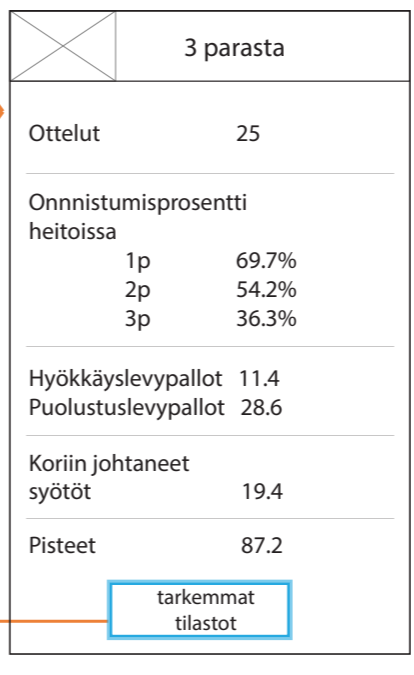 3 parasta
Ottelut 25
Onnnistumisprosentti
heitoissa
1p 69.7%
2p 54.2%
3p 36.3%
Hyökkäyslevypallot 11.4
Puolustuslevypallot 28.6
Koriin johtaneet
syötöt 19.4
Pisteet 87.2
tarkemmat
tilastot